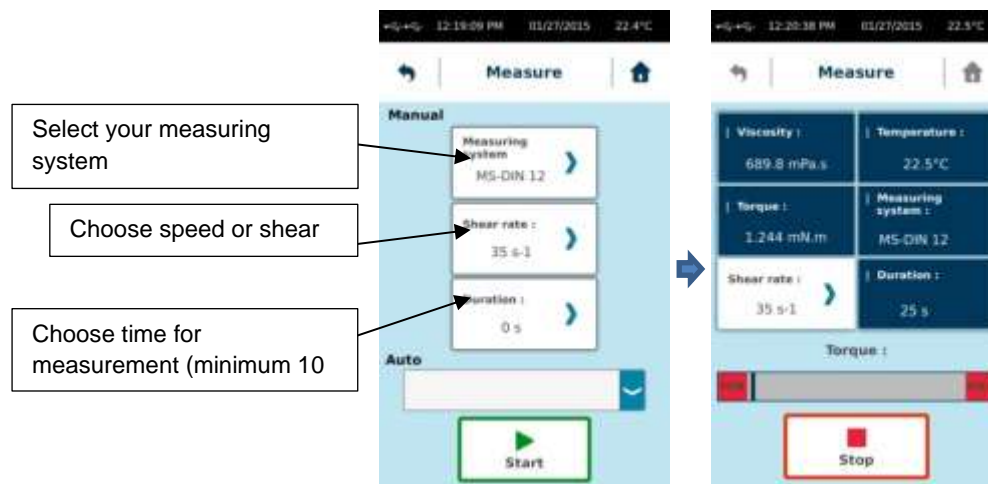 12:19:09 PM 01/27/2015 22.4°C
Measure
Manual
Select your measuring
system
Measuring
system
MS-DIN 12
Choose speed or shear
Shear rate :
35 s-1
Choose time for
measurement (minimum 10
Duration :
0 s
Auto
Start
12:20:38 PM 01/27/2015 22.5°C
Measure
Viscosity :
689.8 mPa.s
Temperature :
22.5°C
Torque :
1.244 mN.m
Measuring
system :
MS-DIN 12
Shear rate :
35 s-1
Duration :
25 s
Torque :
Stop